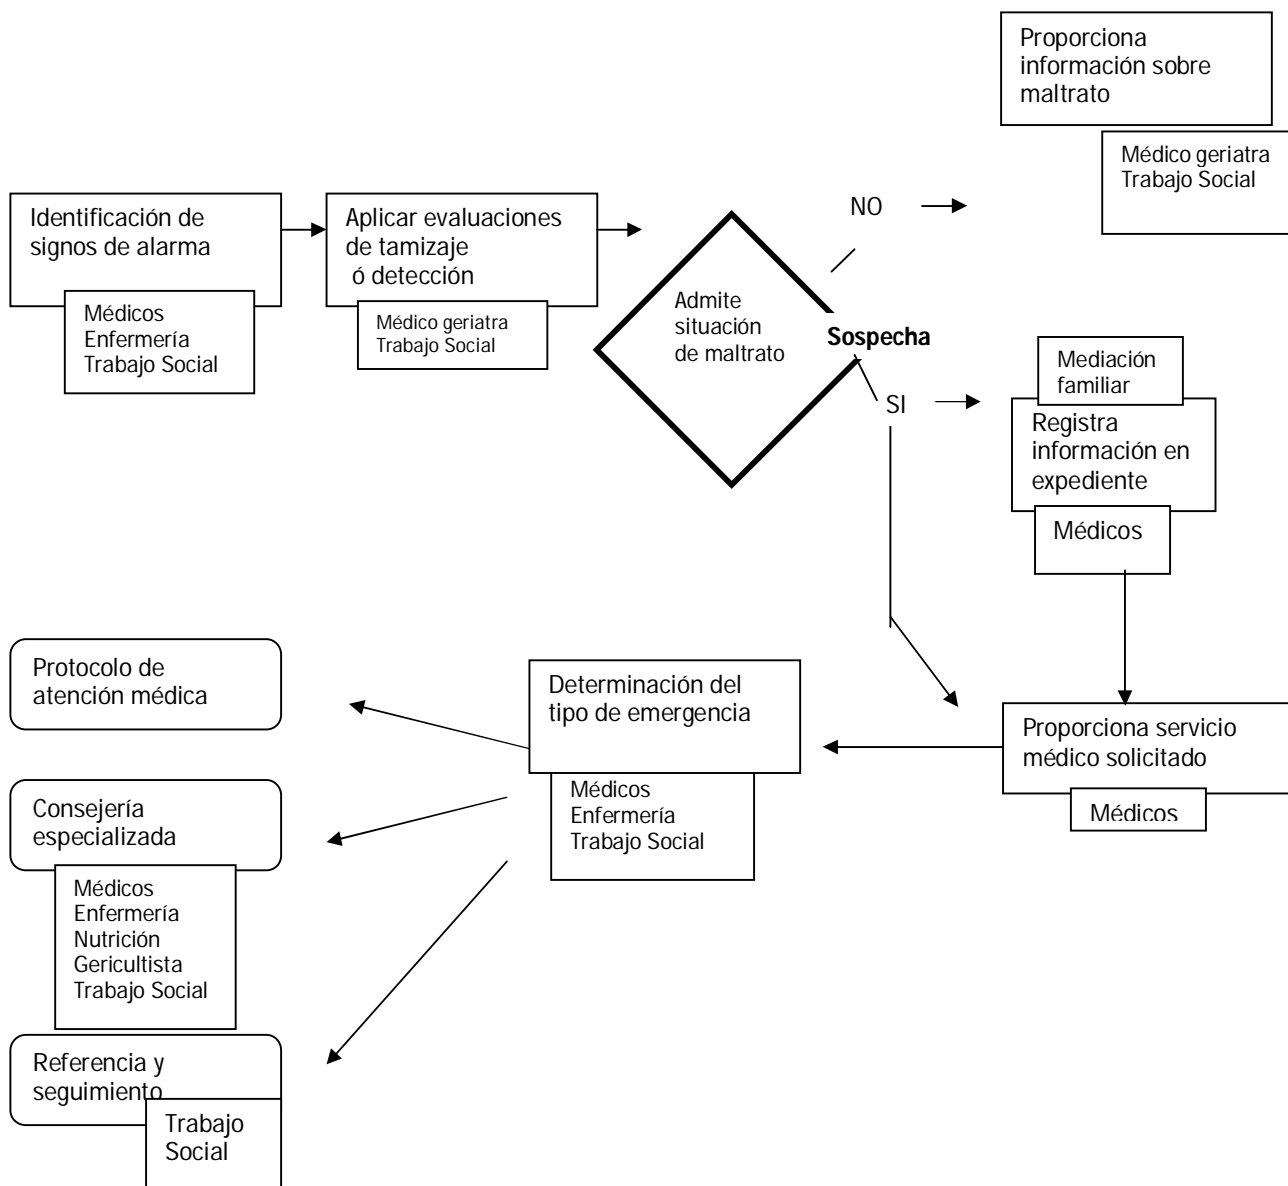 Proporciona
información sobre
maltrato
Médico geriatra
Trabajo Social
Identificación de
signos de alarma
Médicos
Enfermería
Trabajo Social
Aplicar evaluaciones
de tamizaje
ó detección
Médico geriatra
Trabajo Social
Admite
situación
de maltrato
Sospecha
NO
SI
Mediación
familiar
Registra
información en
expediente
Médicos
Proporciona servicio
médico solicitado
Médicos
Determinación del
tipo de emergencia
Médicos
Enfermería
Trabajo Social
Protocolo de
atención médica
Consejería
especializada
Médicos
Enfermería
Nutrición
Gericultista
Trabajo Social
Referencia y
seguimiento
Trabajo
Social